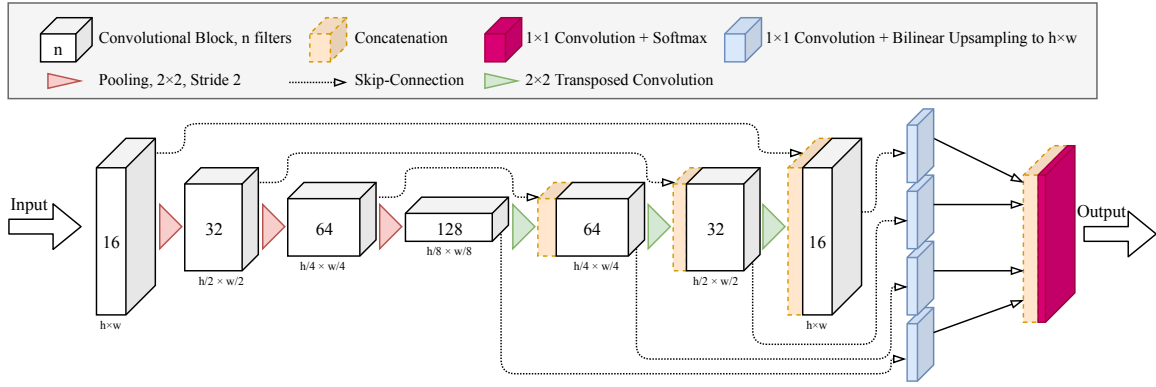 n Convolutional Block, n filters
Concatenation
1×1 Convolution + Softmax
1×1 Convolution + Bilinear Upsampling to h×w
Pooling, 2×2, Stride 2
Skip-Connection
2×2 Transposed Convolution
Input
16
h×w
32
h/2 × w/2
64
h/4 × w/4
128
h/8 × w/8
64
h/4 × w/4
32
h/2 × w/2
16
h×w
Output